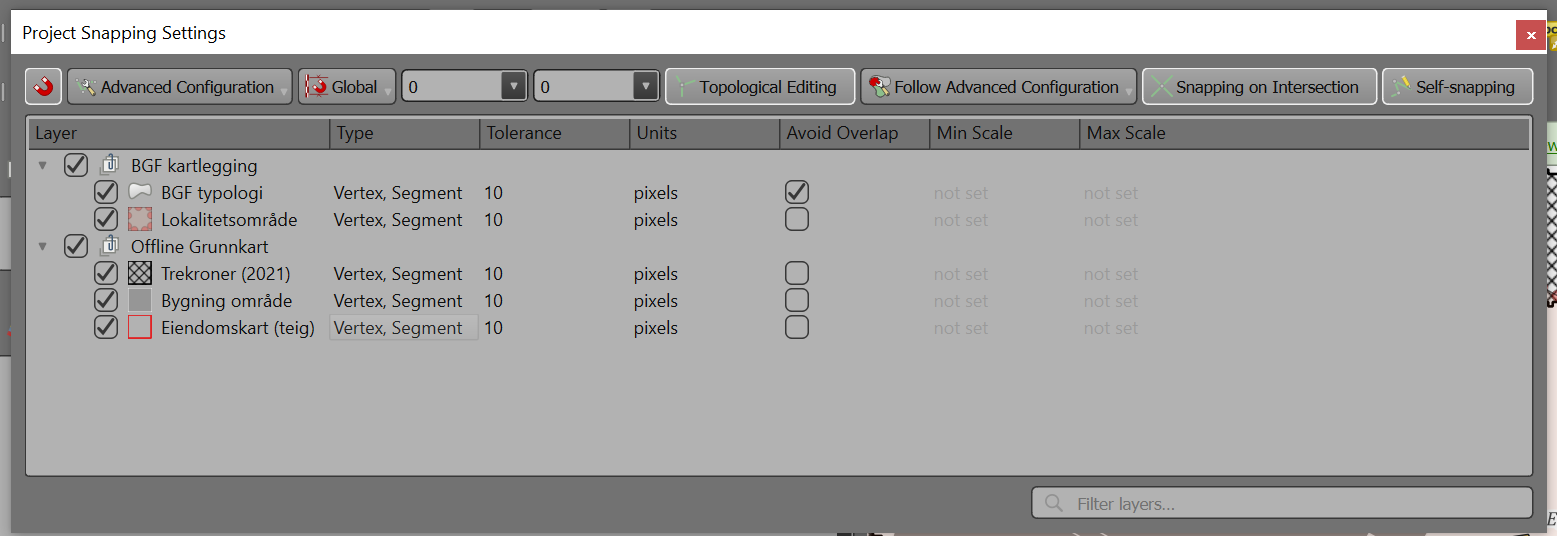 Project Snapping Settings
Advanced Configuration Global 0 0 Topological Editing Follow Advanced Configuration Snapping on Intersection Self-snapping
Layer Type Tolerance Units Avoid Overlap Min Scale Max Scale
BGF kartlegging
BGF typologi Vertex, Segment 10 pixels not set not set
Lokalitetsområde Vertex, Segment 10 pixels not set not set
Offline Grunnkart
Trekroner (2021) Vertex, Segment 10 pixels not set not set
Bygning område Vertex, Segment 10 pixels not set not set
Eiendomskart (teig) Vertex, Segment 10 pixels not set not set
Filter layers...